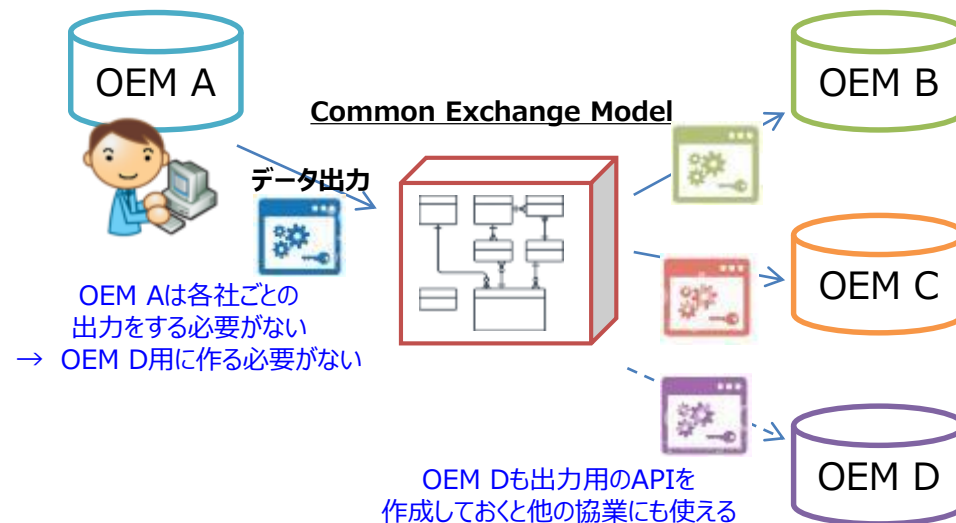 OEM A
OEM B
Common Exchange Model
データ出力
OEM C
OEM Aは各社ごとの
出力をする必要がない
→ OEM D用に作る必要がない
OEM D
OEM Dも出力用のAPIを
作成しておくと他の協業にも使える